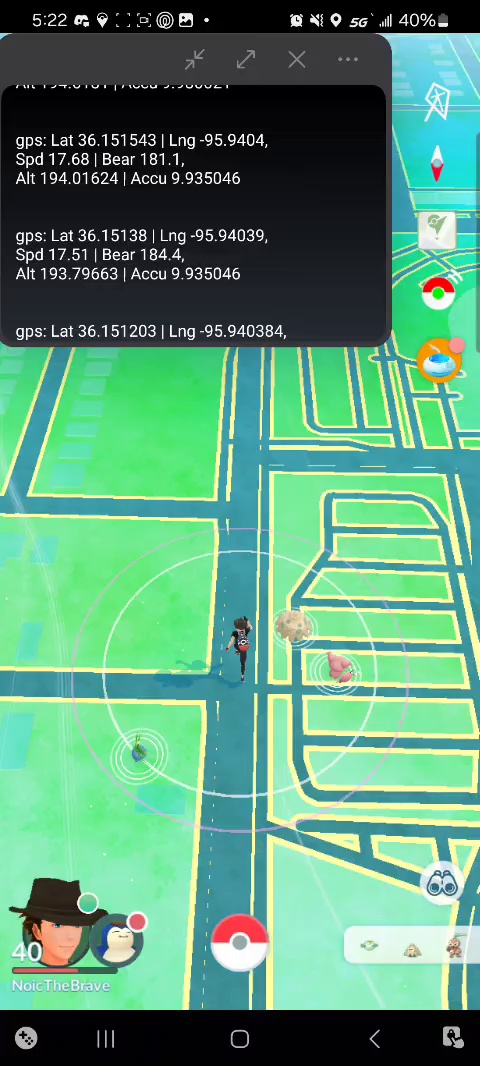 5:22
5G
40%
Alt 194.0181 | Accu 9.930321
gps: Lat 36.151543 | Lng -95.9404,
Spd 17.68 | Bear 181.1,
Alt 194.01624 | Accu 9.935046
gps: Lat 36.15138 | Lng -95.94039,
Spd 17.51 | Bear 184.4,
Alt 193.79663 | Accu 9.935046
gps: Lat 36.151203 | Lng -95.940384,
40
NoicTheBrave